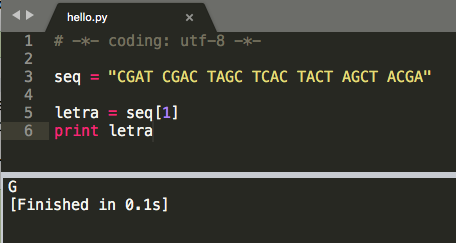 hello.py ×
1 # -*- coding: utf-8 -*-
2
3 seq = "CGAT CGAC TAGC TCAC TACT AGCT ACGA"
4
5 letra = seq[1]
6 print letra
G
[Finished in 0.1s]